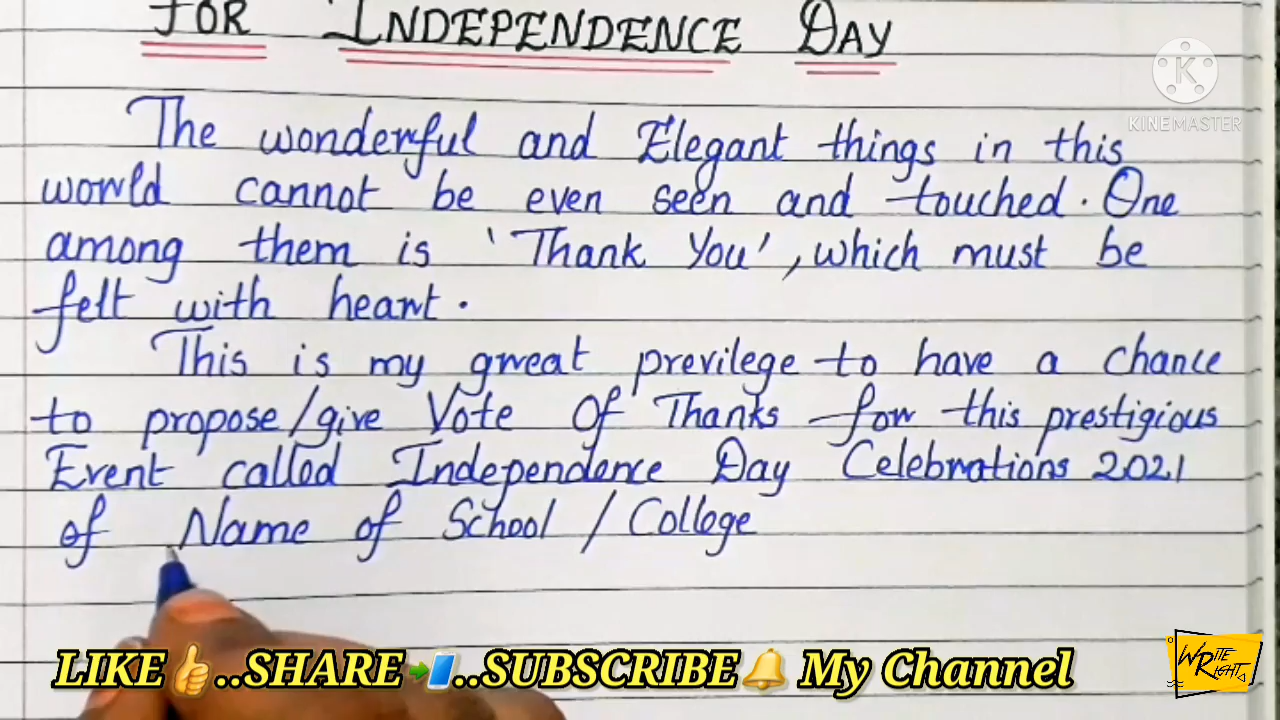 FOR INDEPENDENCE DAY
KINEMASTER
The wonderful and Elegant things in this
world cannot be even seen and touched. One
among them is 'Thank You', which must be
felt with heart.
This is my great previlege to have a chance
to propose/give Vote Of Thanks for this prestigious
Event called Independence Day Celebrations 2021
of Name of School / College
LIKE👍..SHARE📲..SUBSCRIBE🔔 My Channel
WRITE RIGHT